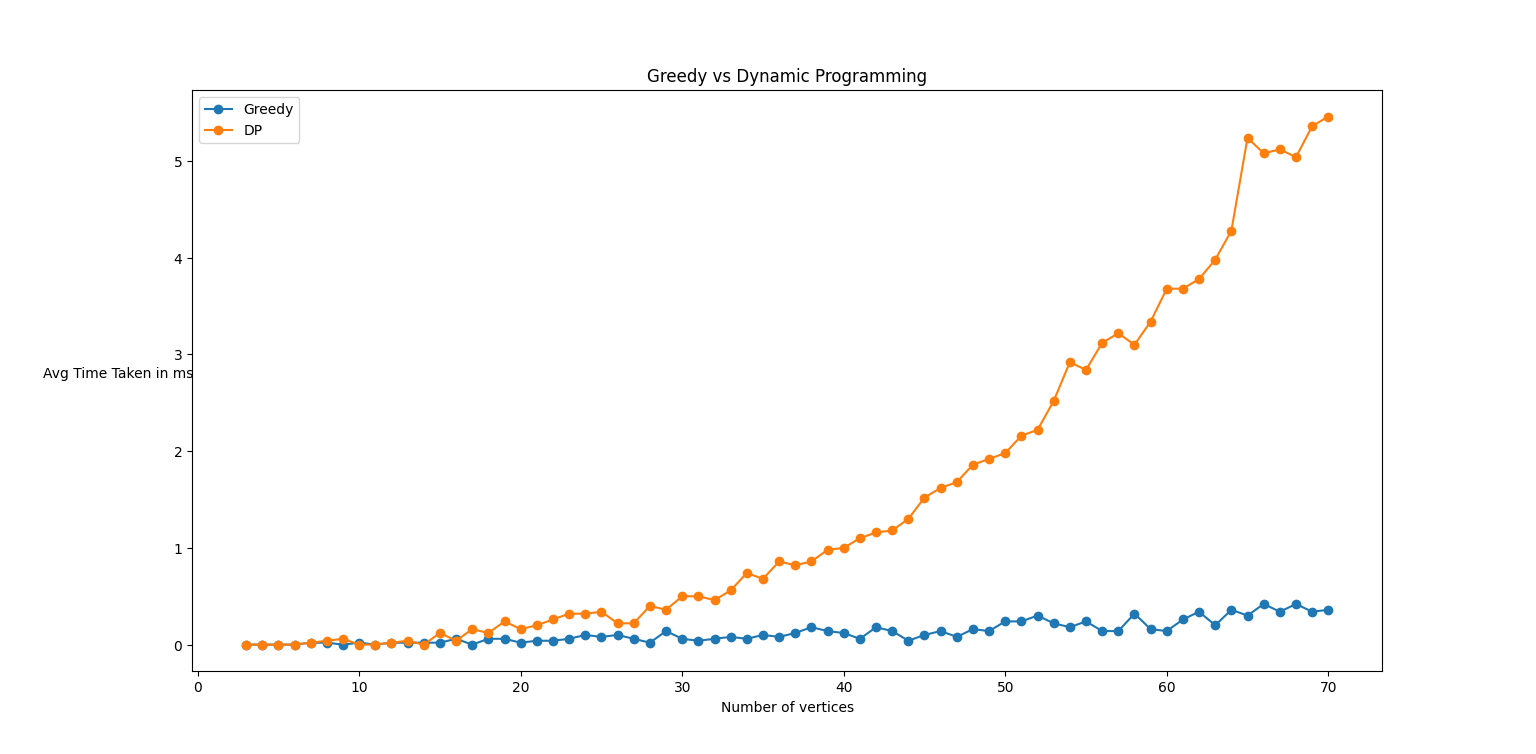 Greedy vs Dynamic Programming
Greedy
DP
5
4
3
Avg Time Taken in ms
2
1
0
0 10 20 30 40 50 60 70
Number of vertices